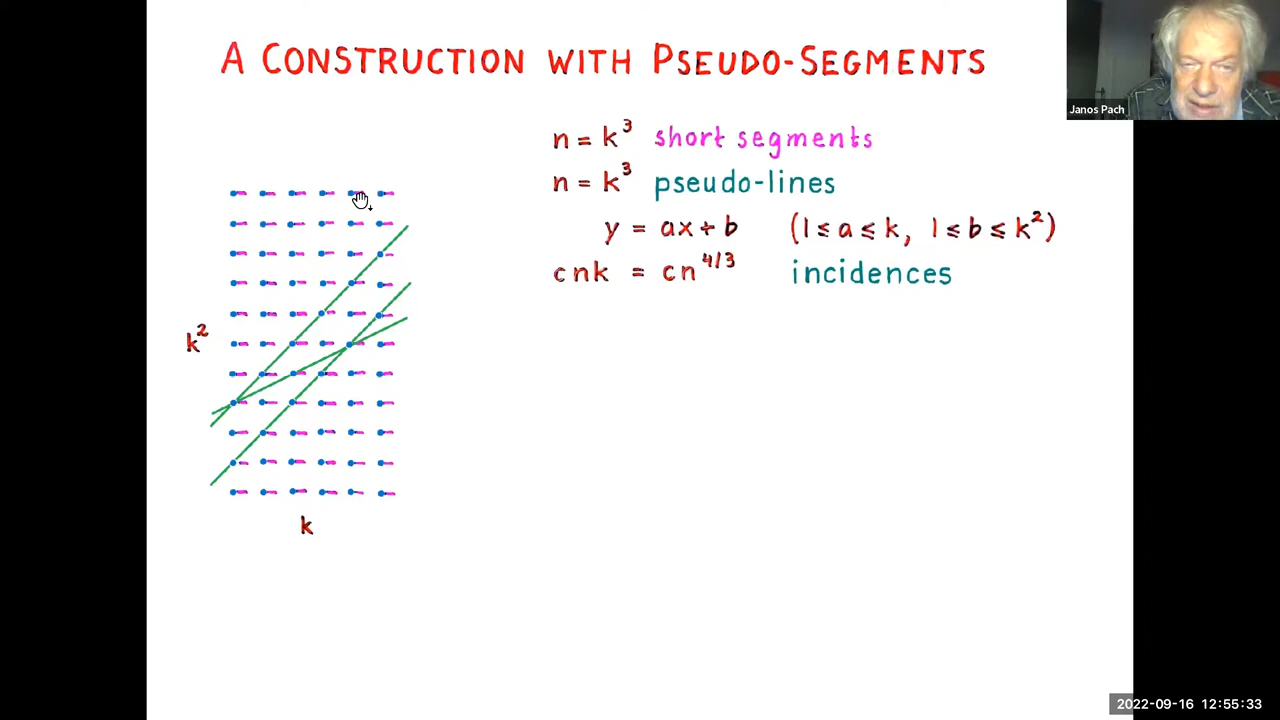 A CONSTRUCTION WITH PSEUDO-SEGMENTS
Janos Pach
n = k³ short segments
n = k³ pseudo-lines
y = ax + b (1 ≤ a ≤ k, 1 ≤ b ≤ k²)
cnk = cn^4/3 incidences
k²
k
2022-09-16 12:55:33